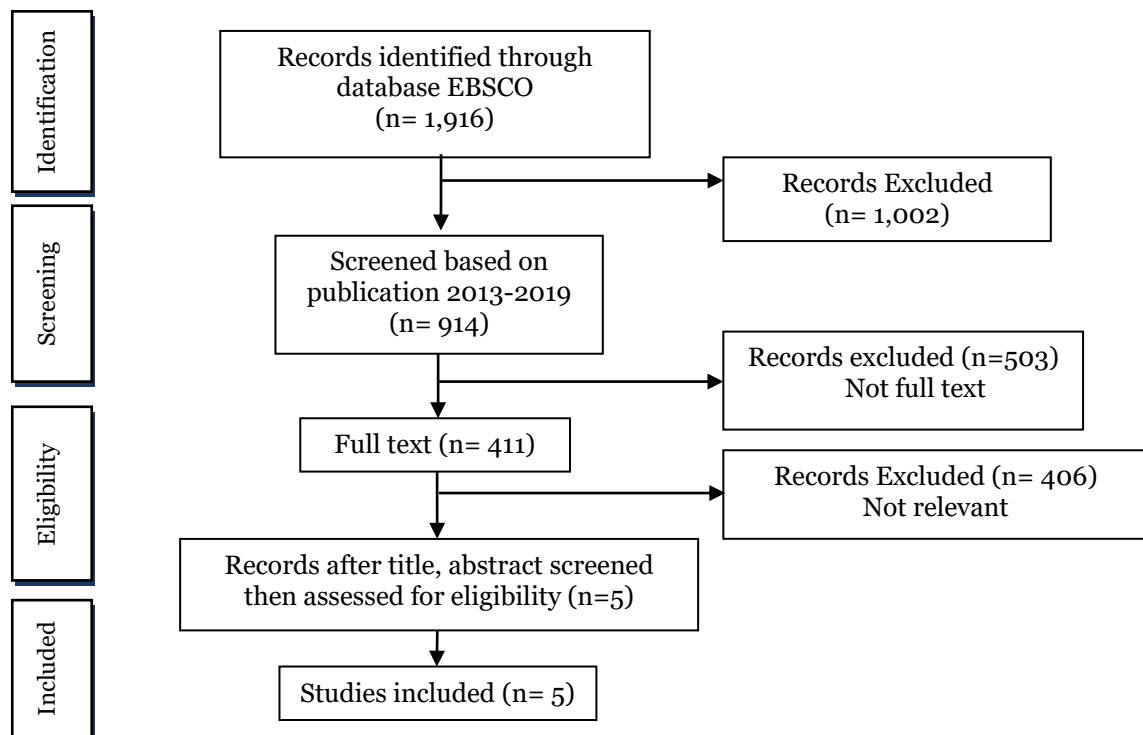 Identification
Records identified through
database EBSCO
(n= 1,916)
Records Excluded
(n= 1,002)
Screening
Screened based on
publication 2013-2019
(n= 914)
Records excluded (n=503)
Not full text
Eligibility
Full text (n= 411)
Records Excluded (n= 406)
Not relevant
Records after title, abstract screened
then assessed for eligibility (n=5)
Included
Studies included (n= 5)